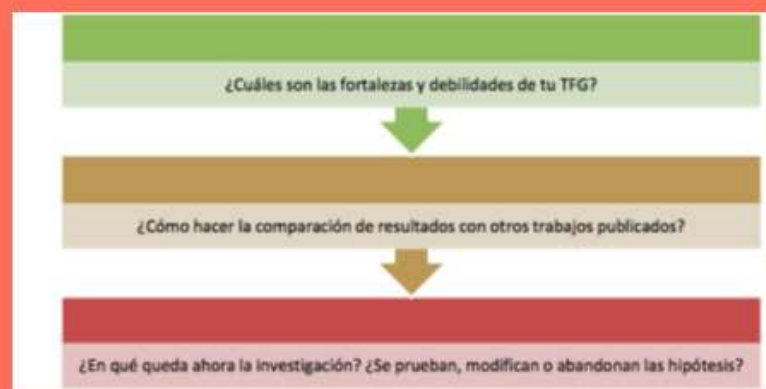 ¿Cuáles son las fortalezas y debilidades de tu TFG?
¿Cómo hacer la comparación de resultados con otros trabajos publicados?
¿En qué queda ahora la investigación? ¿Se prueban, modifican o abandonan las hipótesis?